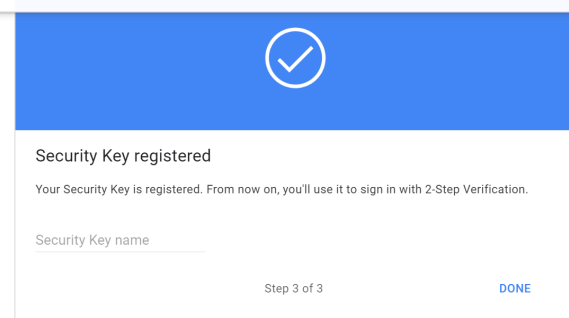 Security Key registered
Your Security Key is registered. From now on, you'll use it to sign in with 2-Step Verification.
Security Key name
Step 3 of 3
DONE